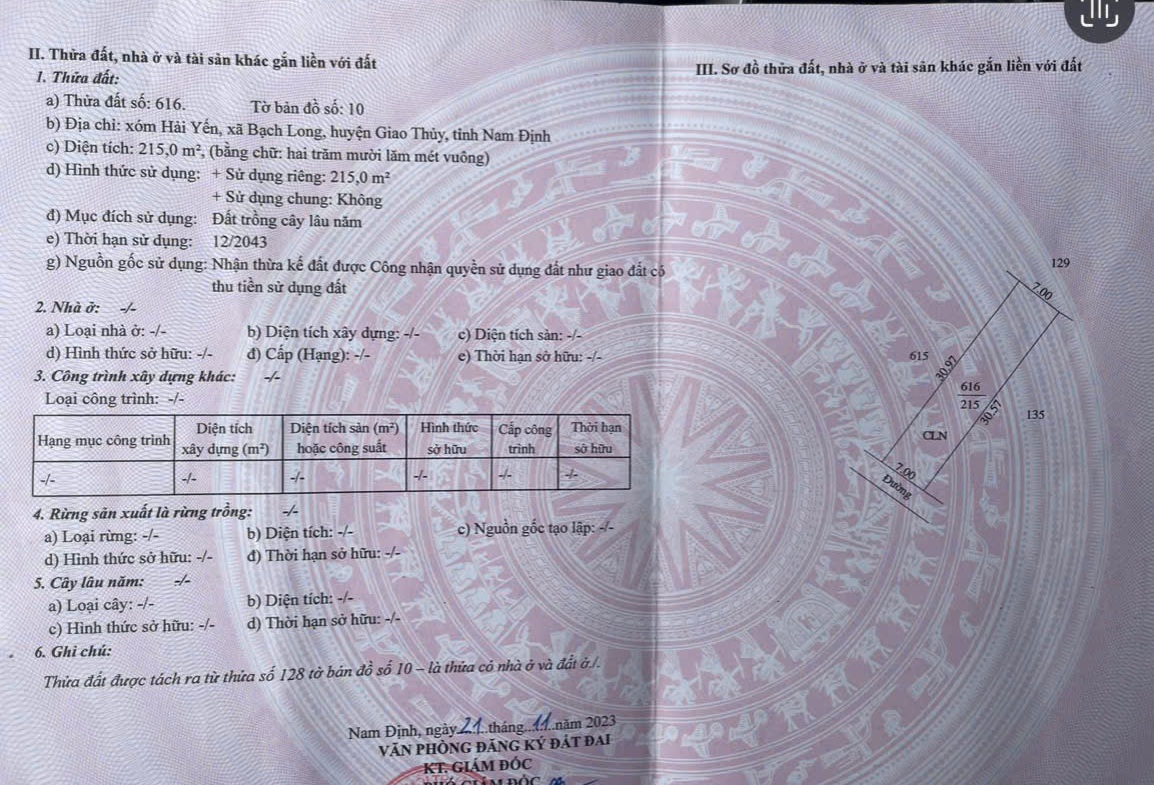 II. Thửa đất, nhà ở và tài sản khác gắn liền với đất
1. Thửa đất:
a) Thửa đất số: 616. Tờ bản đồ số: 10
b) Địa chỉ: xóm Hải Yến, xã Bạch Long, huyện Giao Thủy, tỉnh Nam Định
c) Diện tích: 215,0 m², (bằng chữ: hai trăm mười lăm mét vuông)
d) Hình thức sử dụng: + Sử dụng riêng: 215,0 m²
+ Sử dụng chung: Không
đ) Mục đích sử dụng: Đất trồng cây lâu năm
e) Thời hạn sử dụng: 12/2043
g) Nguồn gốc sử dụng: Nhận thừa kế đất được Công nhận quyền sử dụng đất như giao đất có
thu tiền sử dụng đất
2. Nhà ở: -/-
a) Loại nhà ở: -/- b) Diện tích xây dựng: -/- c) Diện tích sàn: -/-
d) Hình thức sở hữu: -/- đ) Cấp (Hạng): -/- e) Thời hạn sở hữu: -/-
3. Công trình xây dựng khác: -/-
Loại công trình: -/-
Hạng mục công trình Diện tích xây dựng (m²) Diện tích sàn (m²) hoặc công suất Hình thức sở hữu Cấp công trình Thời hạn sở hữu
-/- -/- -/- -/- -/- -/-
4. Rừng sản xuất là rừng trồng: -/-
a) Loại rừng: -/- b) Diện tích: -/- c) Nguồn gốc tạo lập: -/-
d) Hình thức sở hữu: -/- đ) Thời hạn sở hữu: -/-
5. Cây lâu năm: -/-
a) Loại cây: -/- b) Diện tích: -/-
c) Hình thức sở hữu: -/- d) Thời hạn sở hữu: -/-
6. Ghi chú:
Thửa đất được tách ra từ thửa số 128 tờ bản đồ số 10 – là thửa có nhà ở và đất ở./.
Nam Định, ngày 21 tháng 11 năm 2023
VĂN PHÒNG ĐĂNG KÝ ĐẤT ĐAI
KT. GIÁM ĐỐC
PHÓ GIÁM ĐỐC
III. Sơ đồ thửa đất, nhà ở và tài sản khác gắn liền với đất
129
7.00
615
30.97
616
215
30.57
135
CLN
7.00
Đường